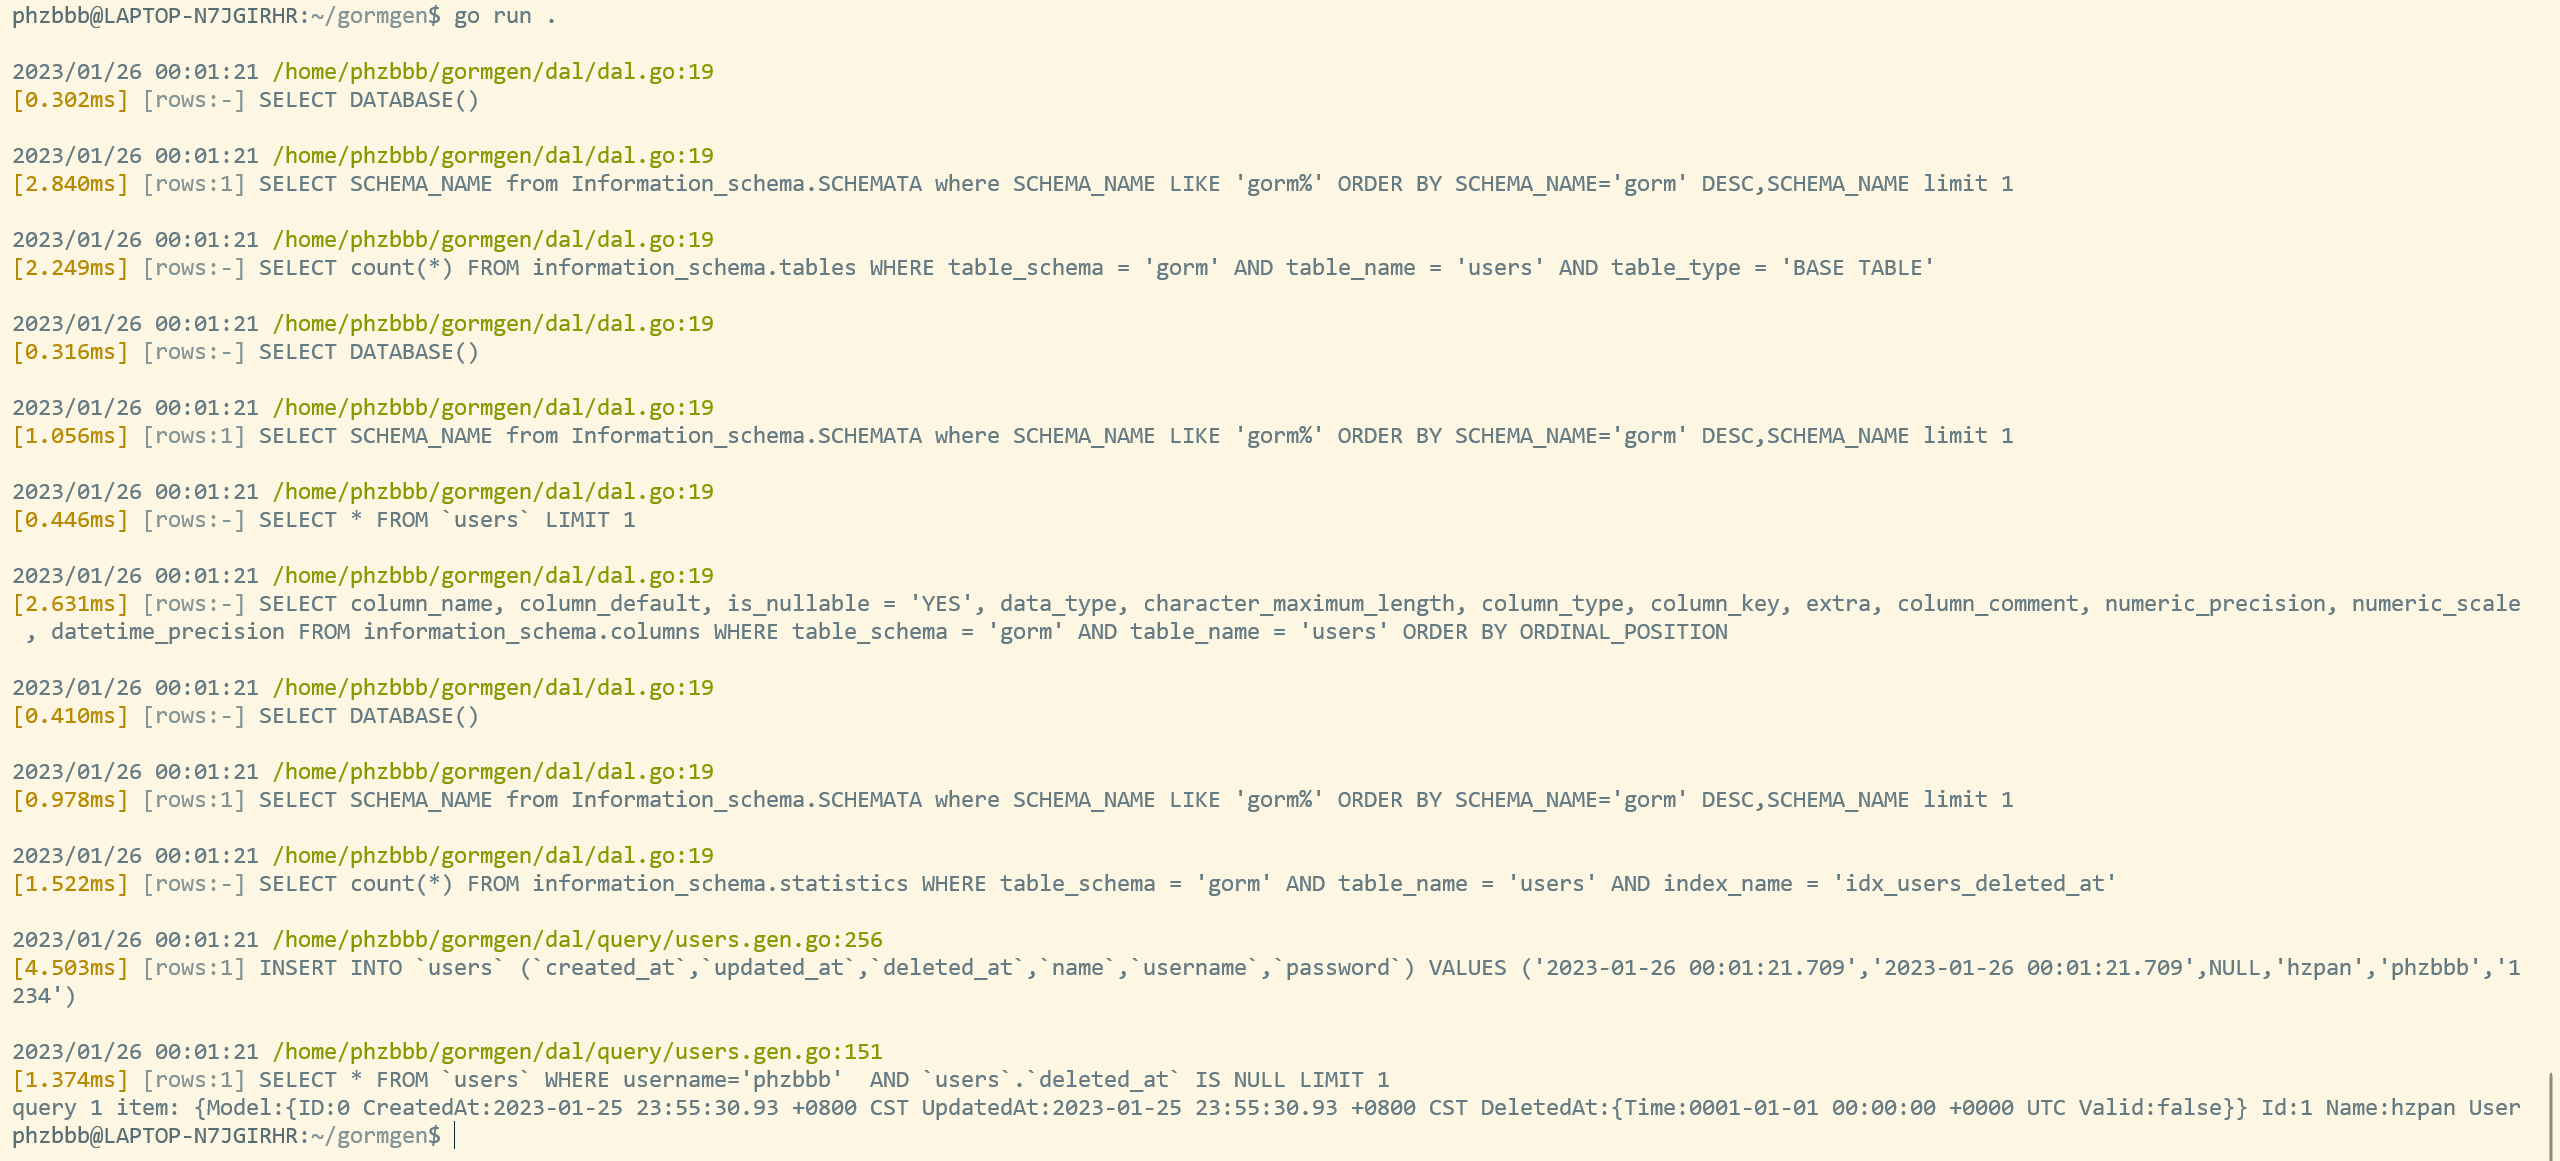 phzbbb@LAPTOP-N7JGIRHR:~/gormgen$ go run .
2023/01/26 00:01:21 /home/phzbbb/gormgen/dal/dal.go:19
[0.302ms] [rows:-] SELECT DATABASE()
2023/01/26 00:01:21 /home/phzbbb/gormgen/dal/dal.go:19
[2.840ms] [rows:1] SELECT SCHEMA_NAME from Information_schema.SCHEMATA where SCHEMA_NAME LIKE 'gorm%' ORDER BY SCHEMA_NAME='gorm' DESC,SCHEMA_NAME limit 1
2023/01/26 00:01:21 /home/phzbbb/gormgen/dal/dal.go:19
[2.249ms] [rows:-] SELECT count(*) FROM information_schema.tables WHERE table_schema = 'gorm' AND table_name = 'users' AND table_type = 'BASE TABLE'
2023/01/26 00:01:21 /home/phzbbb/gormgen/dal/dal.go:19
[0.316ms] [rows:-] SELECT DATABASE()
2023/01/26 00:01:21 /home/phzbbb/gormgen/dal/dal.go:19
[1.056ms] [rows:1] SELECT SCHEMA_NAME from Information_schema.SCHEMATA where SCHEMA_NAME LIKE 'gorm%' ORDER BY SCHEMA_NAME='gorm' DESC,SCHEMA_NAME limit 1
2023/01/26 00:01:21 /home/phzbbb/gormgen/dal/dal.go:19
[0.446ms] [rows:-] SELECT * FROM `users` LIMIT 1
2023/01/26 00:01:21 /home/phzbbb/gormgen/dal/dal.go:19
[2.631ms] [rows:-] SELECT column_name, column_default, is_nullable = 'YES', data_type, character_maximum_length, column_type, column_key, extra, column_comment, numeric_precision, numeric_scale
, datetime_precision FROM information_schema.columns WHERE table_schema = 'gorm' AND table_name = 'users' ORDER BY ORDINAL_POSITION
2023/01/26 00:01:21 /home/phzbbb/gormgen/dal/dal.go:19
[0.410ms] [rows:-] SELECT DATABASE()
2023/01/26 00:01:21 /home/phzbbb/gormgen/dal/dal.go:19
[0.978ms] [rows:1] SELECT SCHEMA_NAME from Information_schema.SCHEMATA where SCHEMA_NAME LIKE 'gorm%' ORDER BY SCHEMA_NAME='gorm' DESC,SCHEMA_NAME limit 1
2023/01/26 00:01:21 /home/phzbbb/gormgen/dal/dal.go:19
[1.522ms] [rows:-] SELECT count(*) FROM information_schema.statistics WHERE table_schema = 'gorm' AND table_name = 'users' AND index_name = 'idx_users_deleted_at'
2023/01/26 00:01:21 /home/phzbbb/gormgen/dal/query/users.gen.go:256
[4.503ms] [rows:1] INSERT INTO `users` (`created_at`,`updated_at`,`deleted_at`,`name`,`username`,`password`) VALUES ('2023-01-26 00:01:21.709','2023-01-26 00:01:21.709',NULL,'hzpan','phzbbb','1
234')
2023/01/26 00:01:21 /home/phzbbb/gormgen/dal/query/users.gen.go:151
[1.374ms] [rows:1] SELECT * FROM `users` WHERE username='phzbbb'  AND `users`.`deleted_at` IS NULL LIMIT 1
query 1 item: {Model:{ID:0 CreatedAt:2023-01-25 23:55:30.93 +0800 CST UpdatedAt:2023-01-25 23:55:30.93 +0800 CST DeletedAt:{Time:0001-01-01 00:00:00 +0000 UTC Valid:false}} Id:1 Name:hzpan User
phzbbb@LAPTOP-N7JGIRHR:~/gormgen$